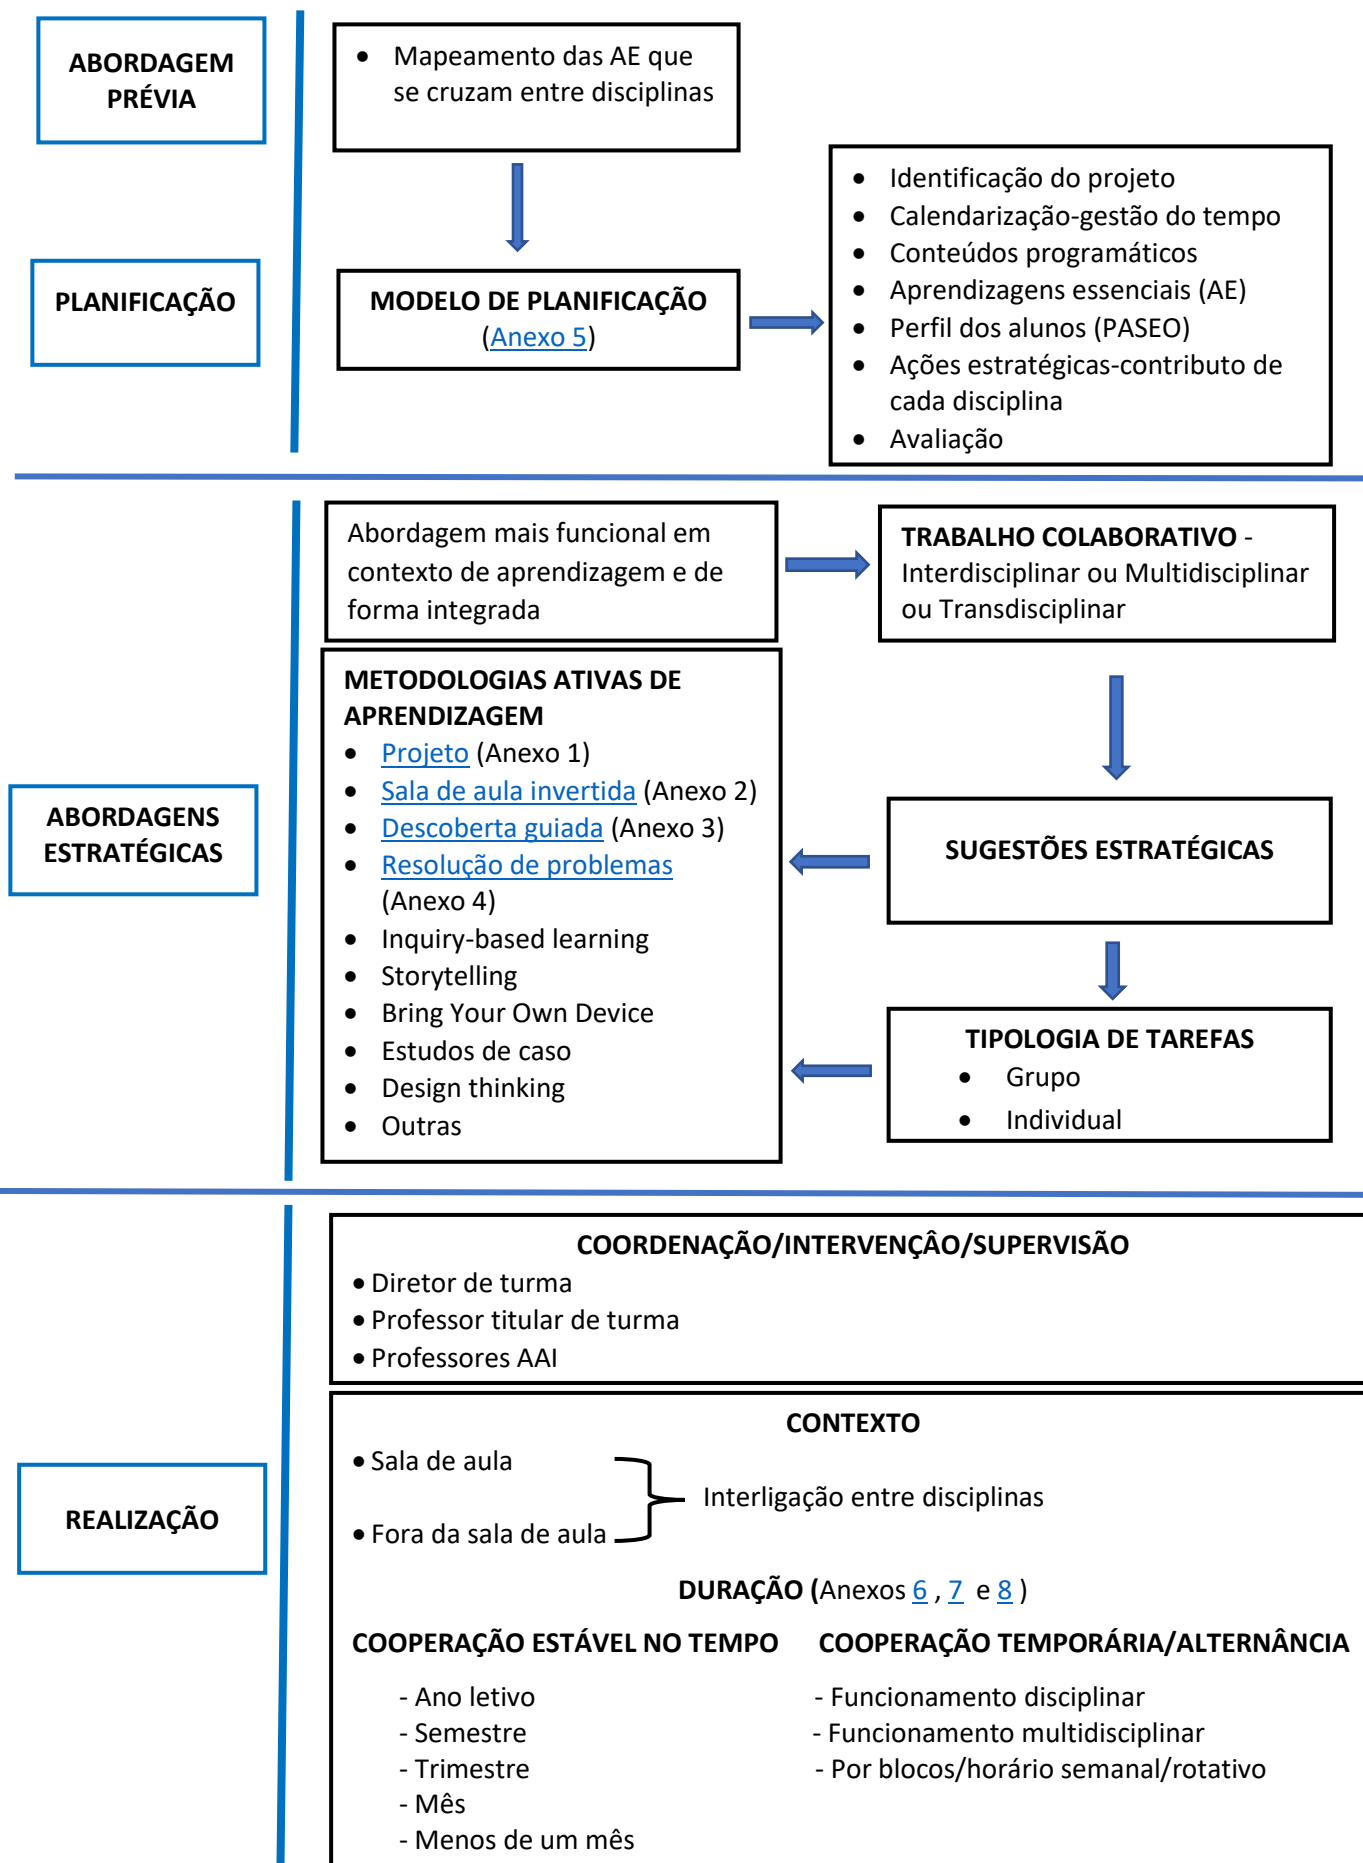 ABORDAGEM
PRÉVIA
• Mapeamento das AE que
se cruzam entre disciplinas
PLANIFICAÇÃO
MODELO DE PLANIFICAÇÃO
(Anexo 5)
• Identificação do projeto
• Calendarização-gestão do tempo
• Conteúdos programáticos
• Aprendizagens essenciais (AE)
• Perfil dos alunos (PASEO)
• Ações estratégicas-contributo de
cada disciplina
• Avaliação
ABORDAGENS
ESTRATÉGICAS
Abordagem mais funcional em
contexto de aprendizagem e de
forma integrada
TRABALHO COLABORATIVO -
Interdisciplinar ou Multidisciplinar
ou Transdisciplinar
METODOLOGIAS ATIVAS DE
APRENDIZAGEM
• Projeto (Anexo 1)
• Sala de aula invertida (Anexo 2)
• Descoberta guiada (Anexo 3)
• Resolução de problemas
(Anexo 4)
• Inquiry-based learning
• Storytelling
• Bring Your Own Device
• Estudos de caso
• Design thinking
• Outras
SUGESTÕES ESTRATÉGICAS
TIPOLOGIA DE TAREFAS
• Grupo
• Individual
REALIZAÇÃO
COORDENAÇÃO/INTERVENÇÂO/SUPERVISÃO
• Diretor de turma
• Professor titular de turma
• Professores AAI
CONTEXTO
• Sala de aula
Interligação entre disciplinas
• Fora da sala de aula
DURAÇÃO (Anexos 6 , 7 e 8 )
COOPERAÇÃO ESTÁVEL NO TEMPO
- Ano letivo
- Semestre
- Trimestre
- Mês
- Menos de um mês
COOPERAÇÃO TEMPORÁRIA/ALTERNÂNCIA
- Funcionamento disciplinar
- Funcionamento multidisciplinar
- Por blocos/horário semanal/rotativo